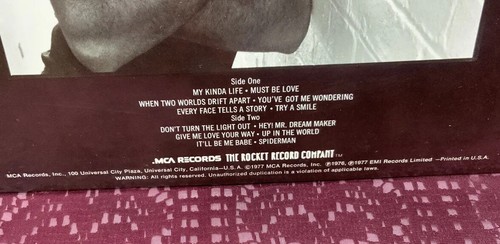 Side One
MY KINDA LIFE • MUST BE LOVE
WHEN TWO WORLDS DRIFT APART • YOU'VE GOT ME WONDERING
EVERY FACE TELLS A STORY • TRY A SMILE
Side Two
DON'T TURN THE LIGHT OUT • HEY! MR. DREAM MAKER
GIVE ME LOVE YOUR WAY • UP IN THE WORLD
IT'LL BE ME BABE • SPIDERMAN
.MCA RECORDS THE ROCKET RECORD COMPANY™
MCA Records, Inc., 100 Universal City Plaza, Universal City, California—U.S.A. ©1977 MCA Records, Inc. ℗1976, ℗1977 EMI Records Limited —Printed in U.S.A.
WARNING: All rights reserved. Unauthorized duplication is a violation of applicable laws.